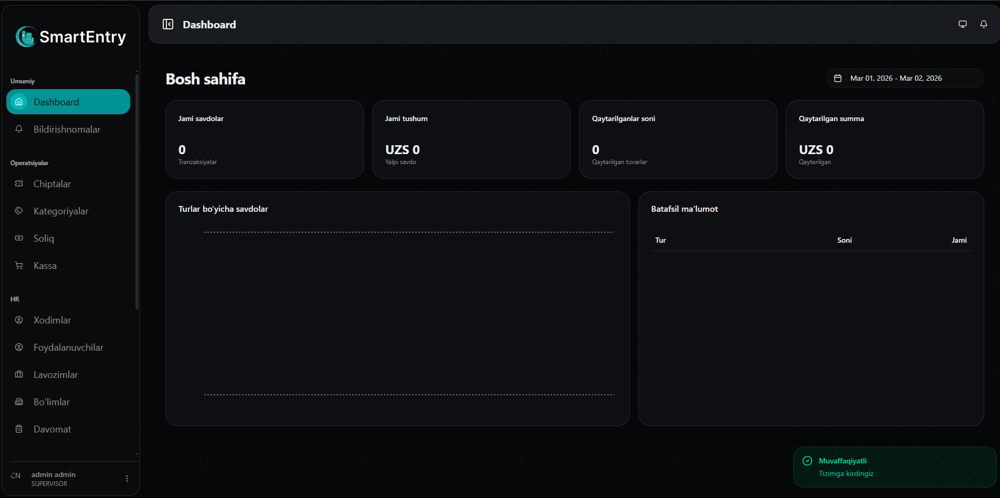 SmartEntry
Umumiy
Dashboard
Bildirishnomalar
Operatsiyalar
Chiptalar
Kategoriyalar
Soliq
Kassa
HR
Xodimlar
Foydalanuvchilar
Lavozimlar
Bo'limlar
Davomat
CN
admin admin
SUPERVISOR
Dashboard
Bosh sahifa
Mar 01, 2026 - Mar 02, 2026
Jami savdolar
0
Tranzaksiyalar
Jami tushum
UZS 0
Yalpi savdo
Qaytarilganlar soni
0
Qaytarilgan tovarlar
Qaytarilgan summa
UZS 0
Qaytarilgan
Turlar bo'yicha savdolar
Batafsil ma'lumot
Tur Soni Jami
Muvaffaqiyatli
Tizimga kirdingiz